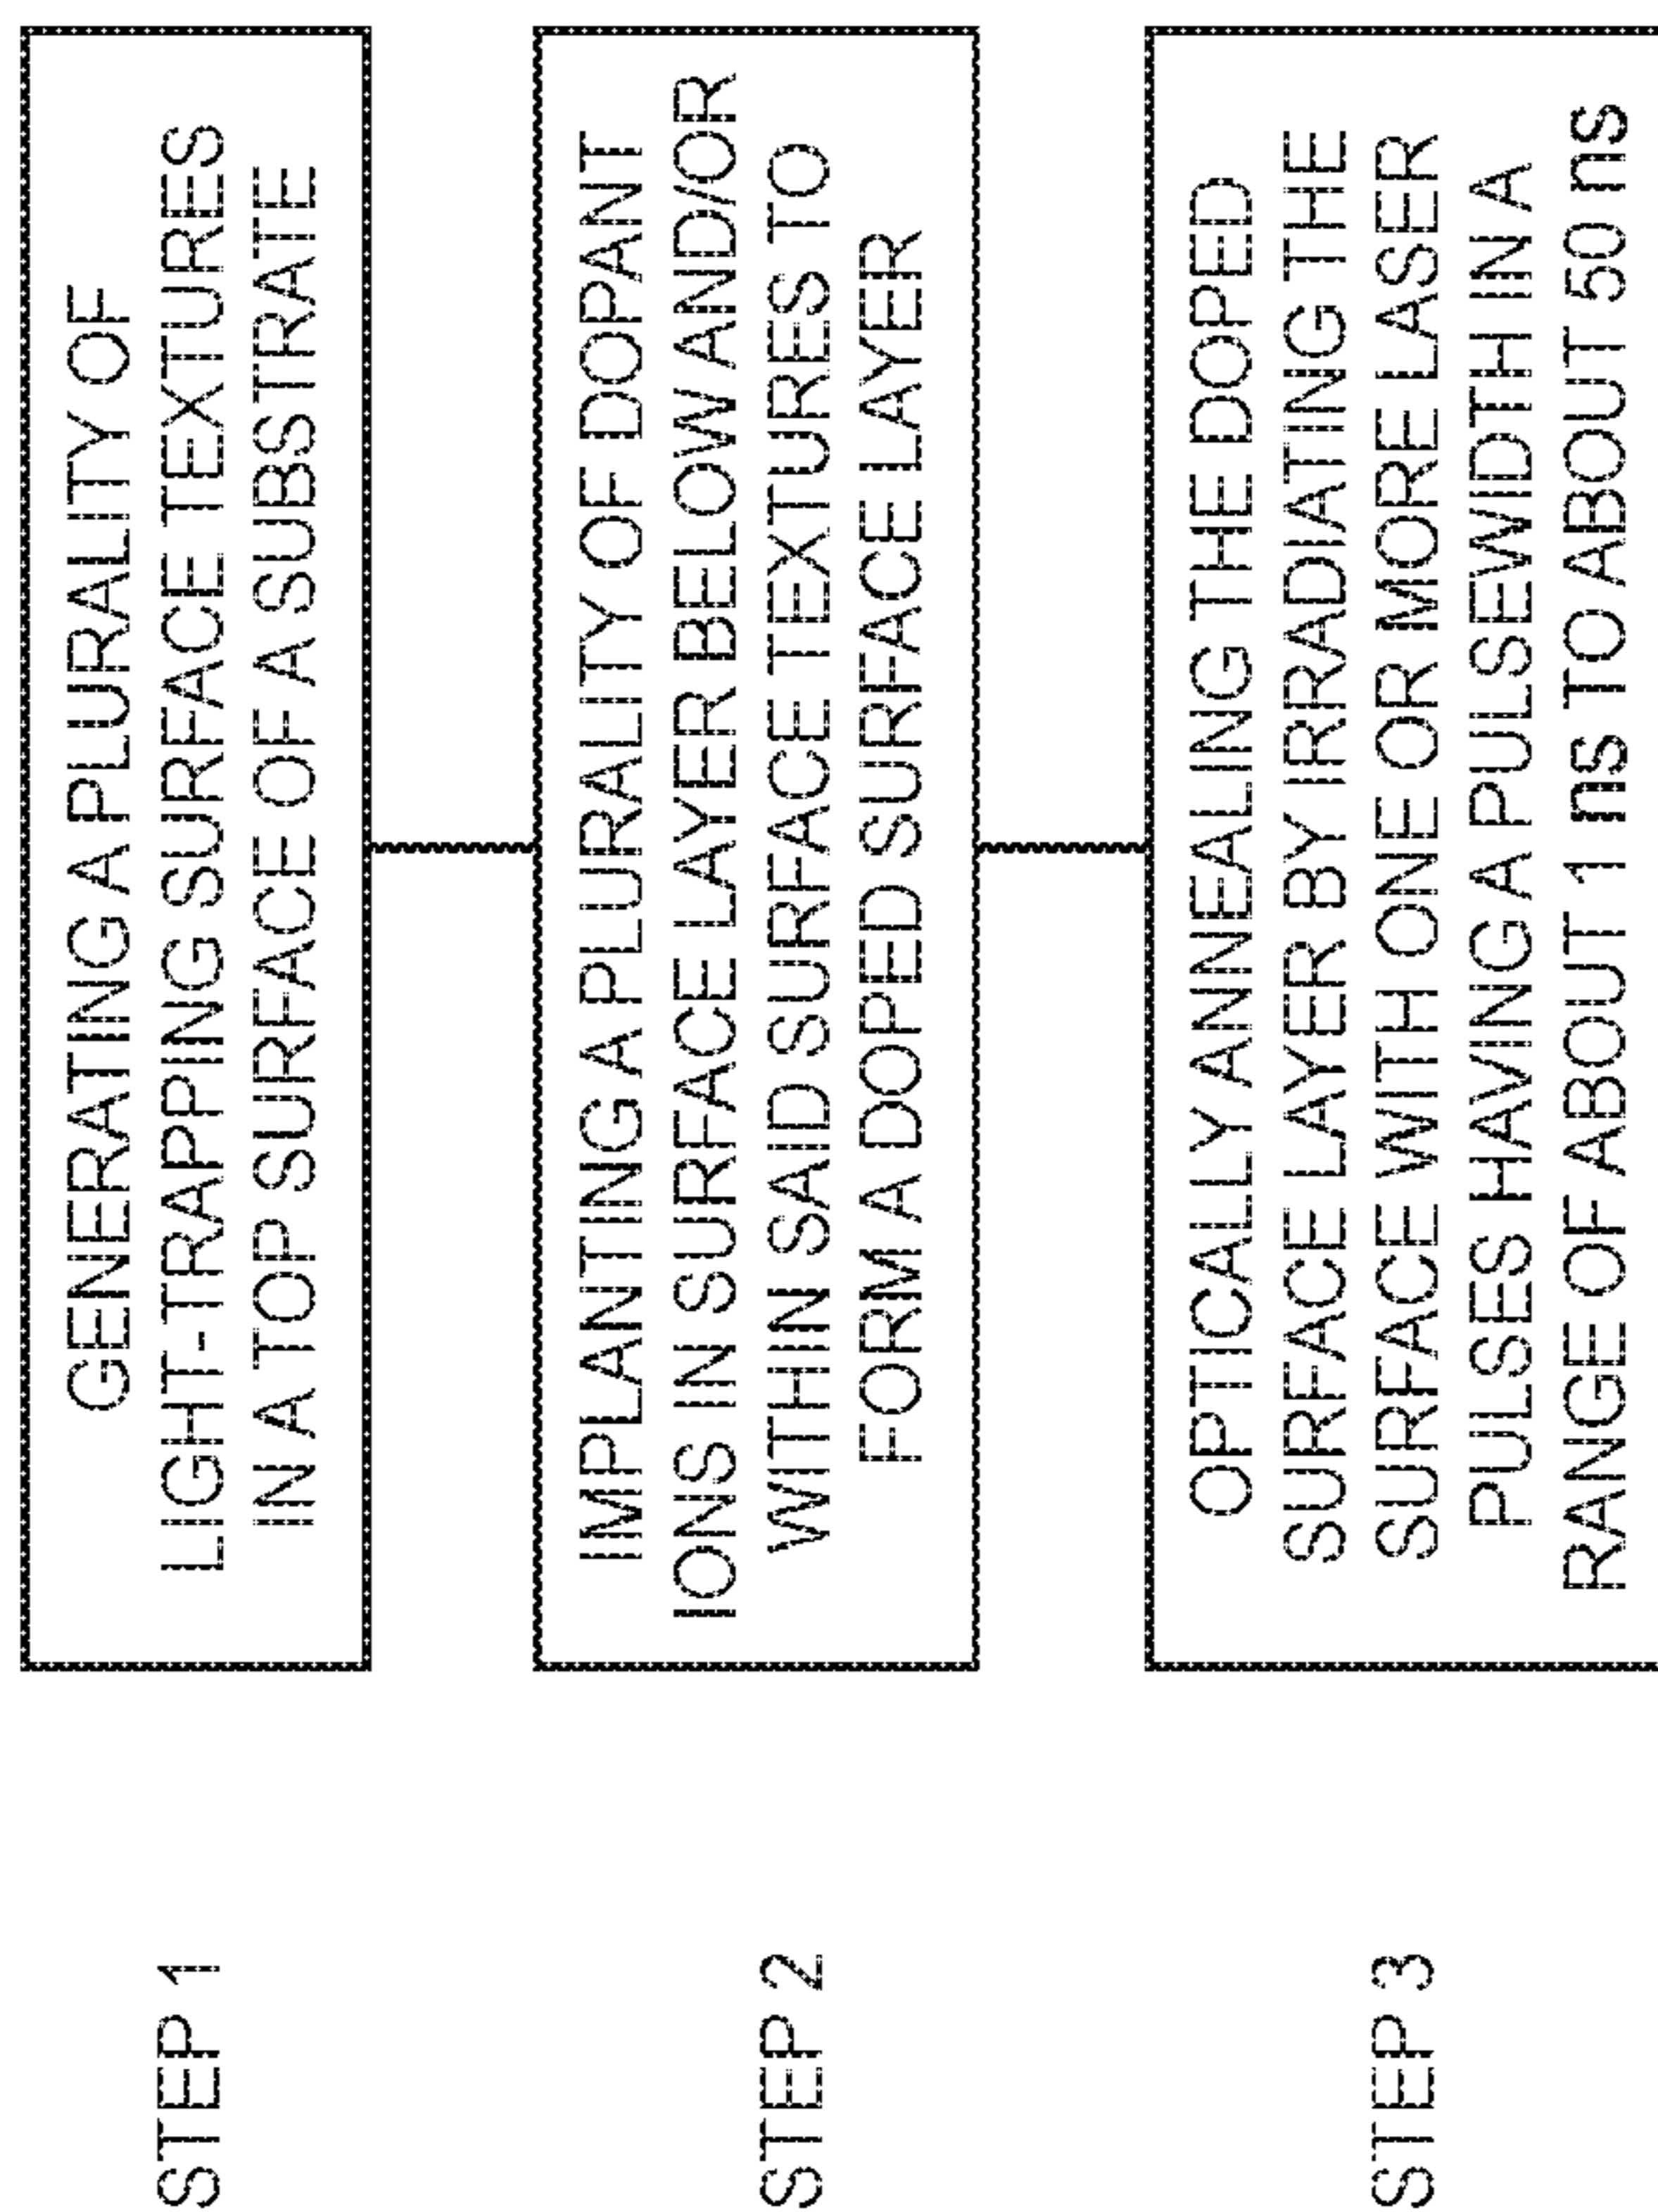 STEP 1
GENERATING A PLURALITY OF
LIGHT-TRAPPING SURFACE TEXTURES
IN A TOP SURFACE OF A SUBSTRATE
STEP 2
IMPLANTING A PLURALITY OF DOPANT
IONS IN SURFACE LAYER BELOW AND/OR
WITHIN SAID SURFACE TEXTURES TO
FORM A DOPED SURFACE LAYER
STEP 3
OPTICALLY ANNEALING THE DOPED
SURFACE LAYER BY IRRADIATING THE
SURFACE WITH ONE OR MORE LASER
PULSES HAVING A PULSEWIDTH IN A
RANGE OF ABOUT 1 ns TO ABOUT 50 ns